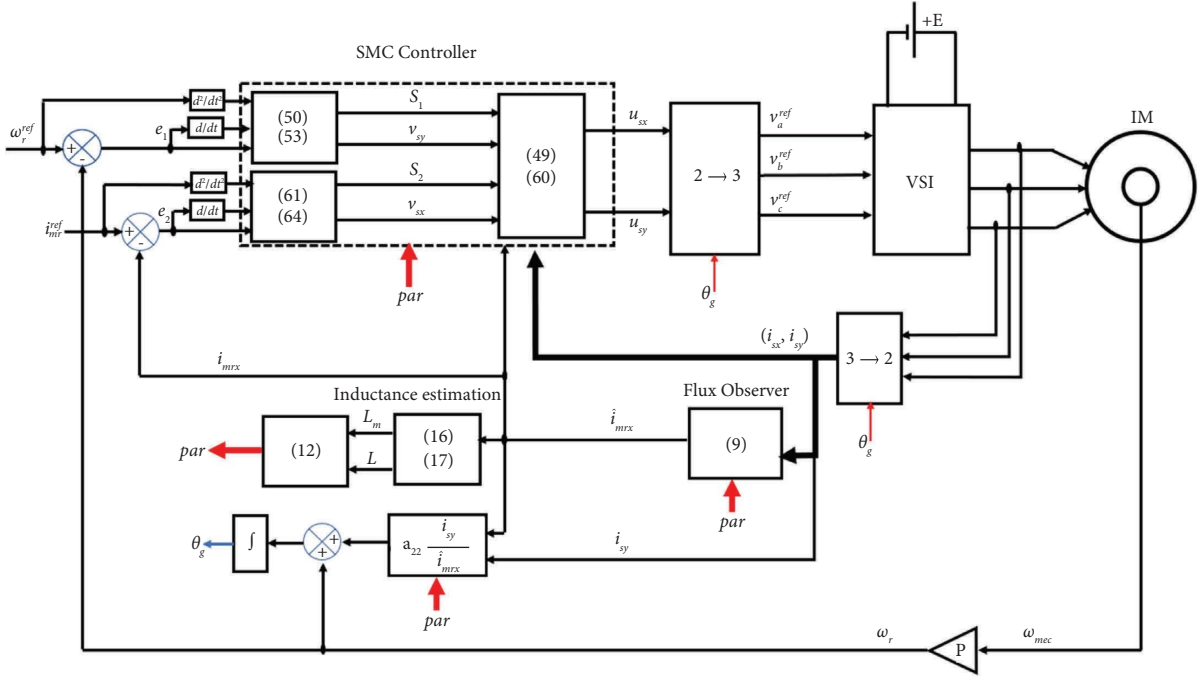 SMC Controller
+E
IM
ω_r^ref
+
-
e_1
d²/dt²
d/dt
(50)
(53)
S_1
v_sy
(49)
(60)
u_sx
u_sy
2 → 3
v_a^ref
v_b^ref
v_c^ref
VSI
i_mr^ref
+
-
e_2
d²/dt²
d/dt
(61)
(64)
S_2
v_sx
par
θ_g
(i_sx, i_sy)
3 → 2
θ_g
i_mrx
Inductance estimation
Flux Observer
par
(12)
L_m
L
(16)
(17)
î_mrx
(9)
par
θ_g
∫
+
+
a_22 i_sy
î_mrx
i_sy
par
ω_r
P
ω_mec